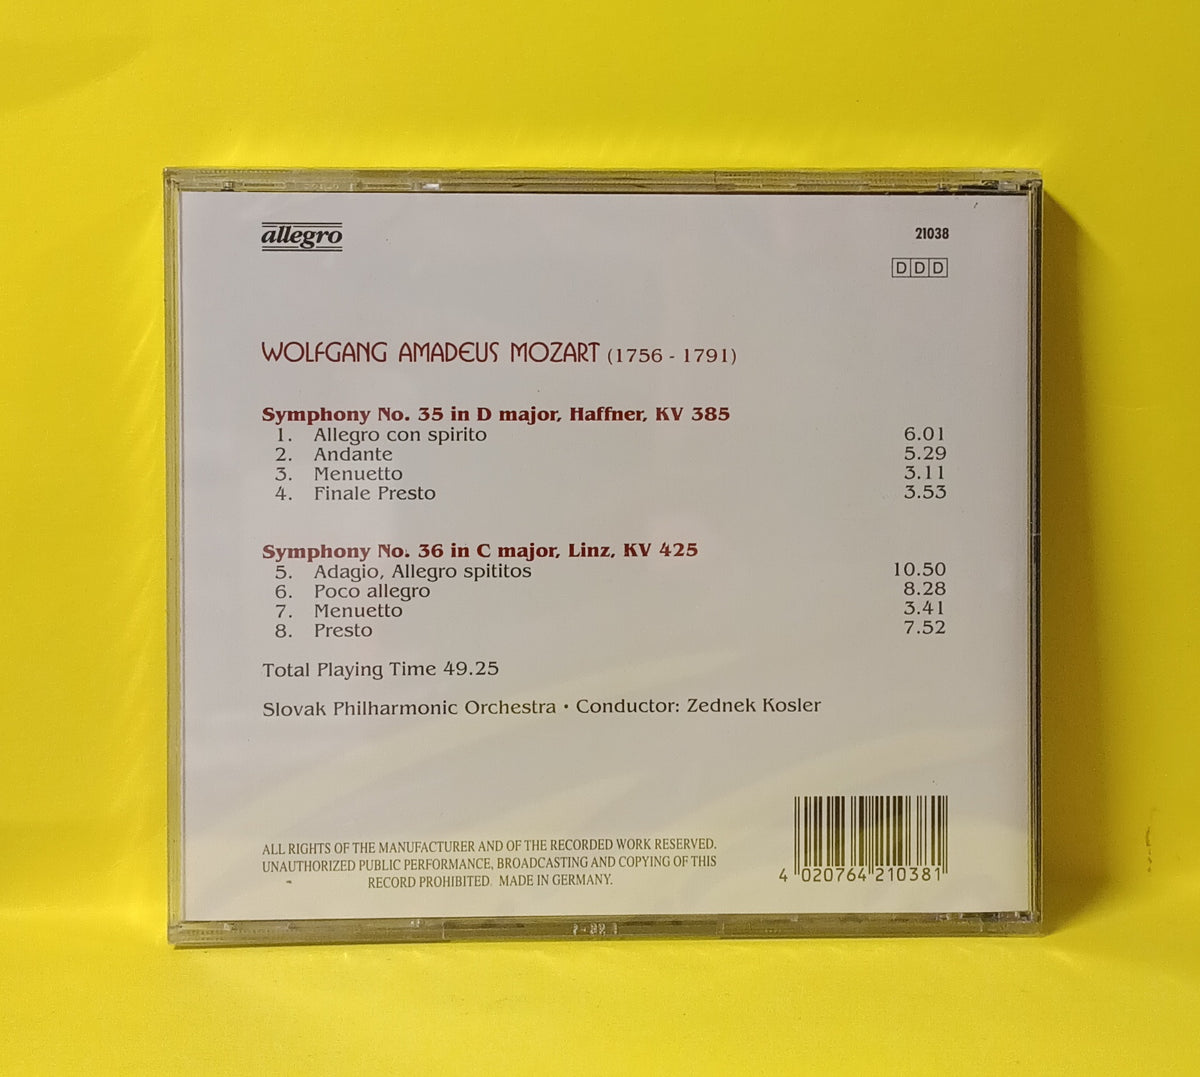 allegro
21038
DDD
WOLFGANG AMADEUS MOZART (1756 - 1791)
Symphony No. 35 in D major, Haffner, KV 385
1. Allegro con spirito 6.01
2. Andante 5.29
3. Menuetto 3.11
4. Finale Presto 3.53
Symphony No. 36 in C major, Linz, KV 425
5. Adagio, Allegro spititos 10.50
6. Poco allegro 8.28
7. Menuetto 3.41
8. Presto 7.52
Total Playing Time 49.25
Slovak Philharmonic Orchestra • Conductor: Zednek Kosler
ALL RIGHTS OF THE MANUFACTURER AND OF THE RECORDED WORK RESERVED.
UNAUTHORIZED PUBLIC PERFORMANCE, BROADCASTING AND COPYING OF THIS
RECORD PROHIBITED. MADE IN GERMANY.
4 020764 210381